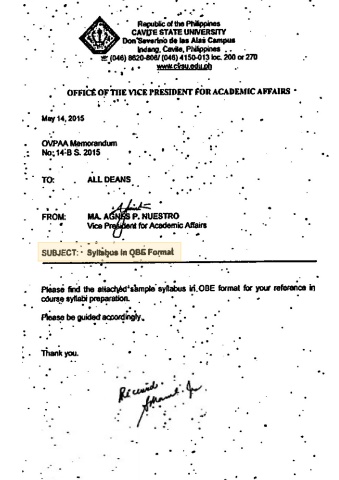 Republic of the Philippines
CAVITE STATE UNIVERSITY
Don Severino de las Alas Campus
Indang, Cavite, Philippines
☎ (046) 8620-806/ (046) 4150-013 loc. 200 or 270
www.cvsu.edu.ph
OFFICE OF THE VICE PRESIDENT FOR ACADEMIC AFFAIRS
May 14, 2015
OVPAA Memorandum
No. 14-B S. 2015
TO: ALL DEANS
FROM: MA. AGNES P. NUESTRO
Vice President for Academic Affairs
SUBJECT: Syllabus in OBE Format
Please find the attached sample syllabus in OBE format for your reference in
course syllabi preparation.
Please be guided accordingly.
Thank you.
Received.